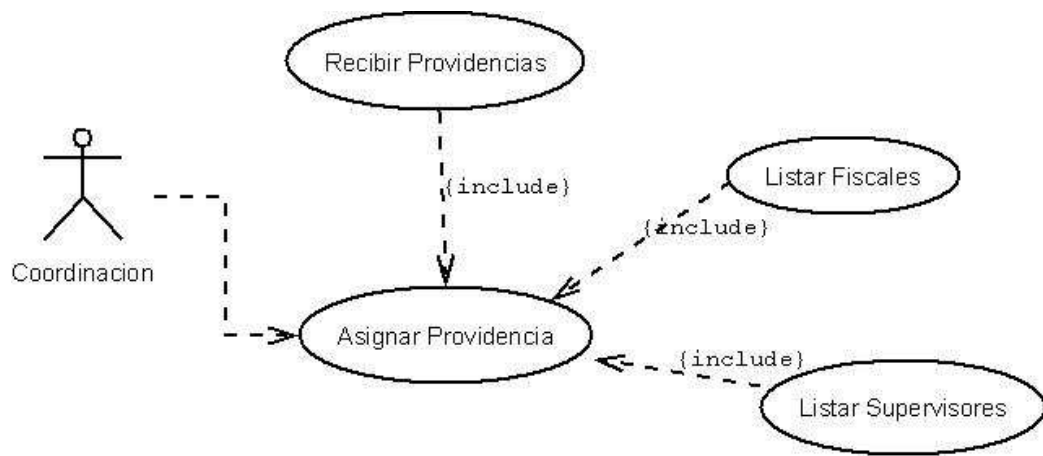 Recibir Providencias
{include}
Listar Fiscales
{include}
Coordinacion
Asignar Providencia
{include}
Listar Supervisores